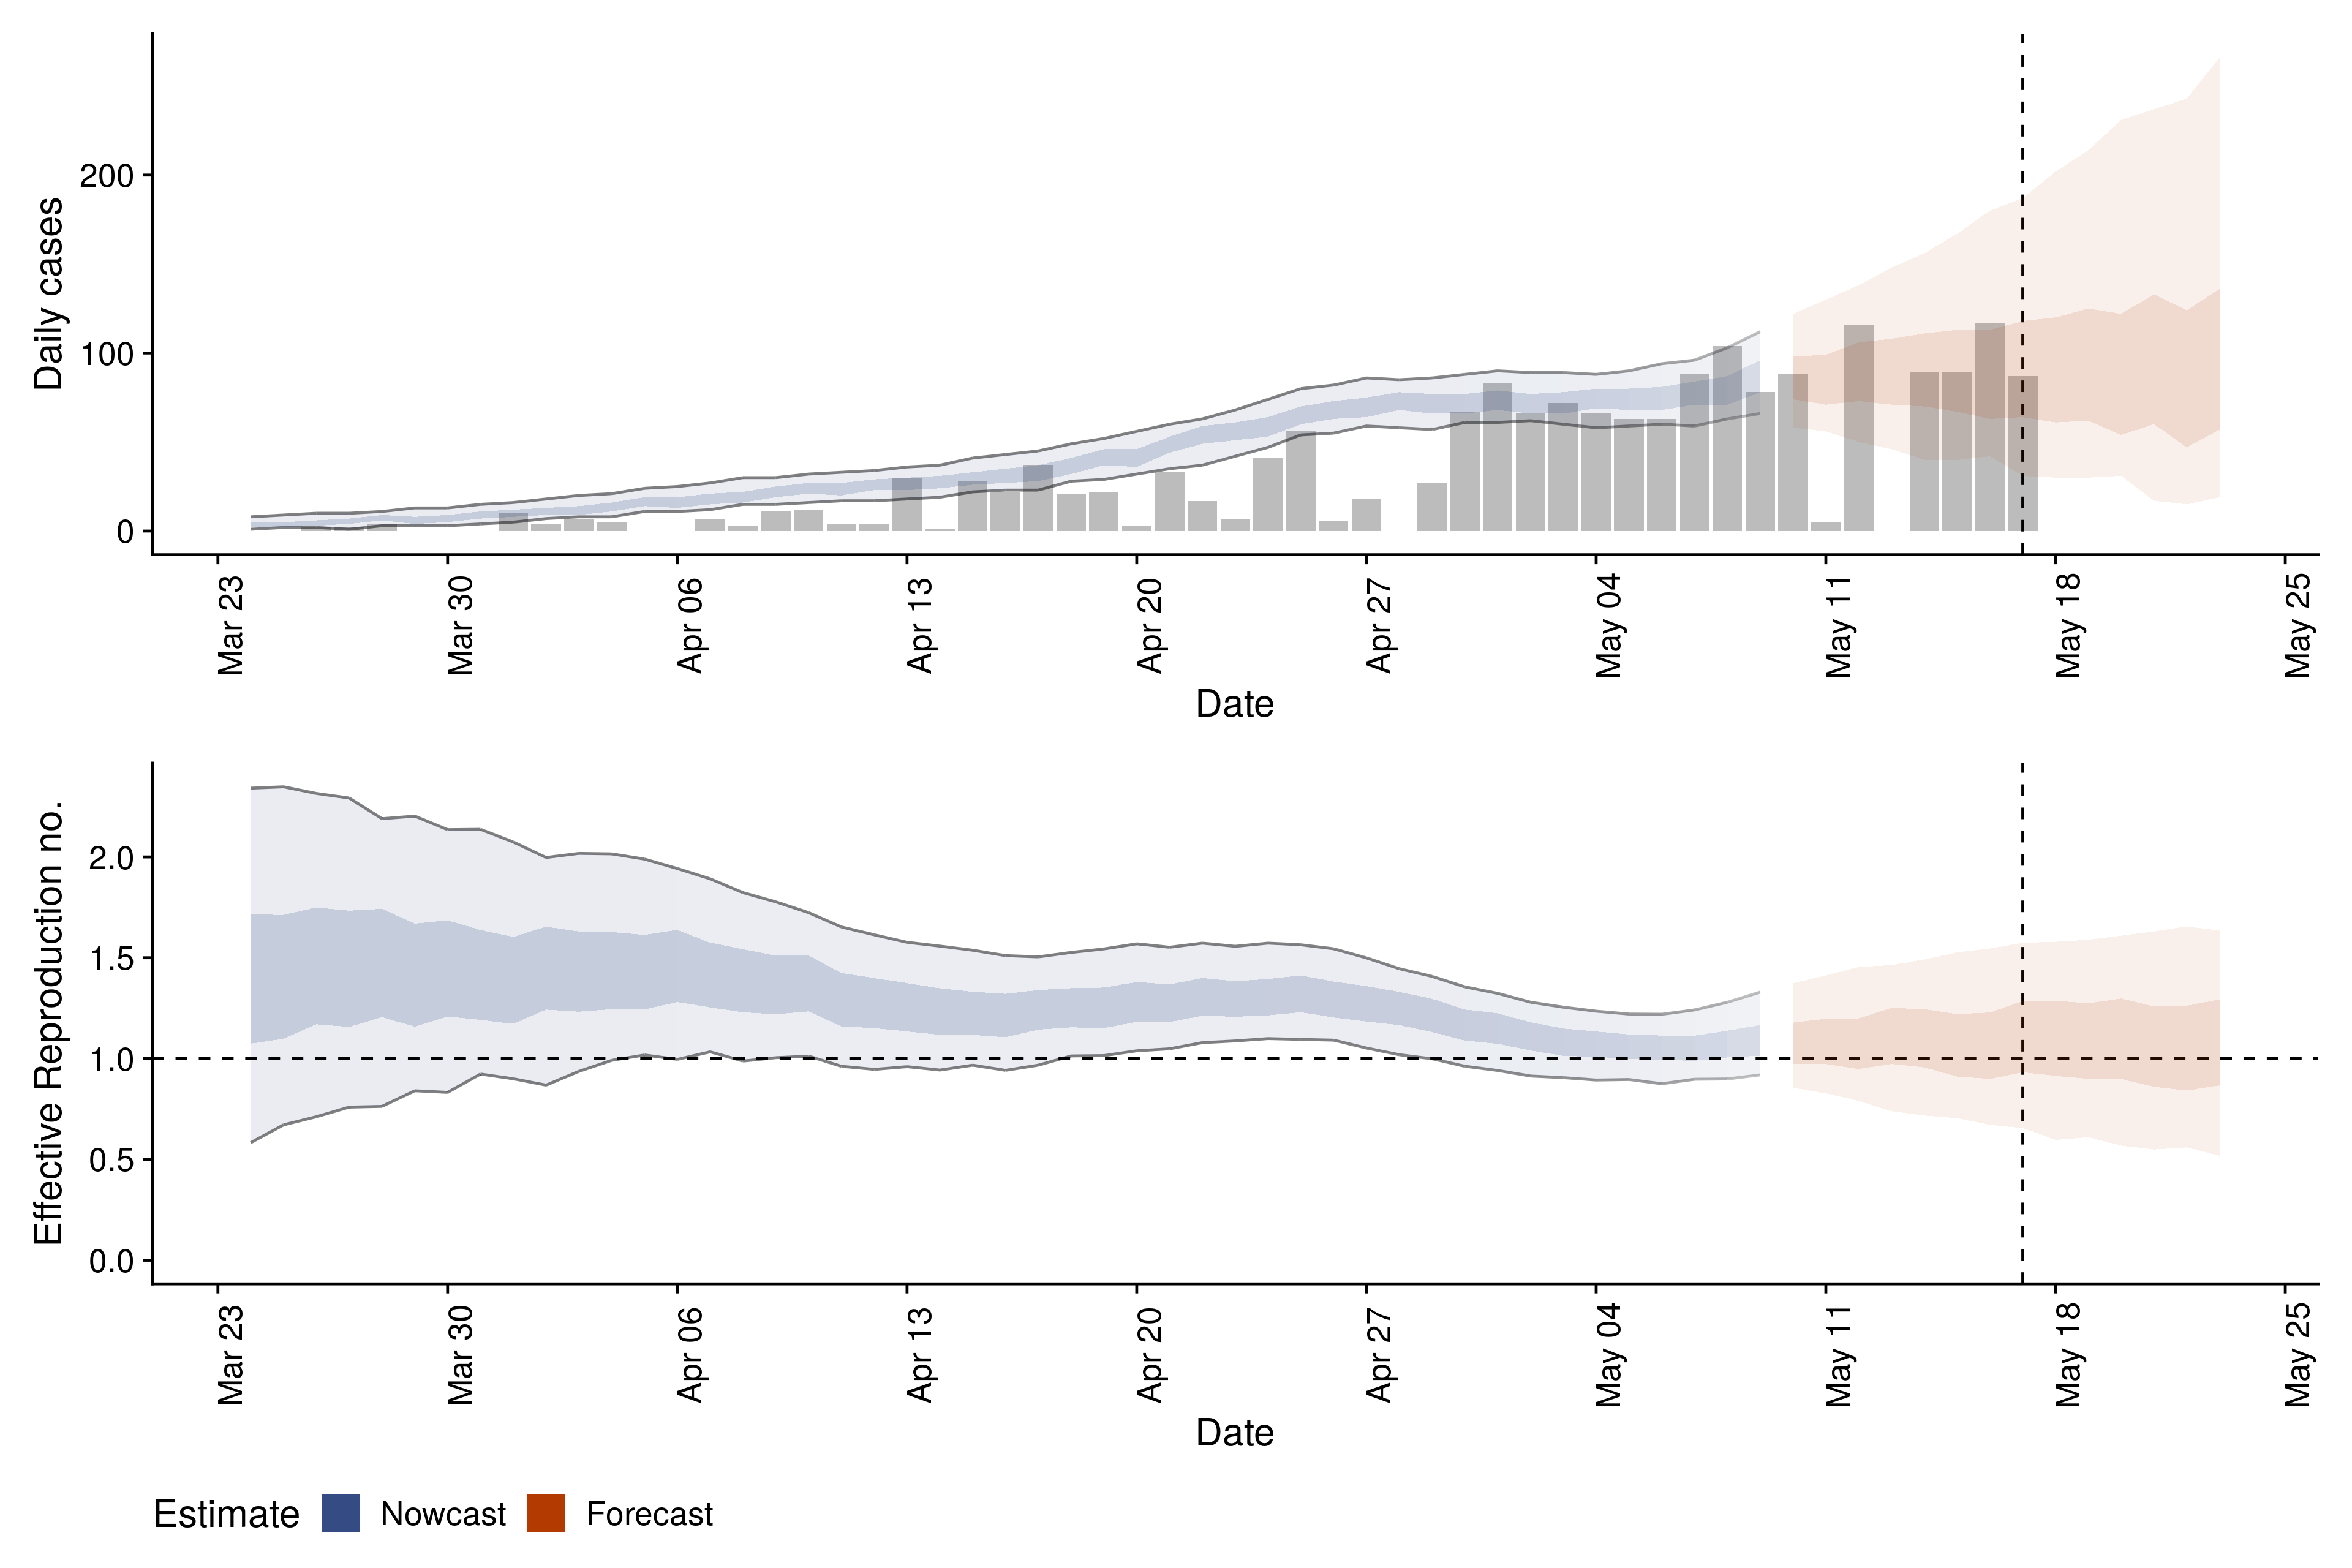 Daily cases
200
100
0
Mar 23
Mar 30
Apr 06
Apr 13
Apr 20
Apr 27
May 04
May 11
May 18
May 25
Date
Effective Reproduction no.
2.0
1.5
1.0
0.5
0.0
Mar 23
Mar 30
Apr 06
Apr 13
Apr 20
Apr 27
May 04
May 11
May 18
May 25
Date
Estimate Nowcast Forecast